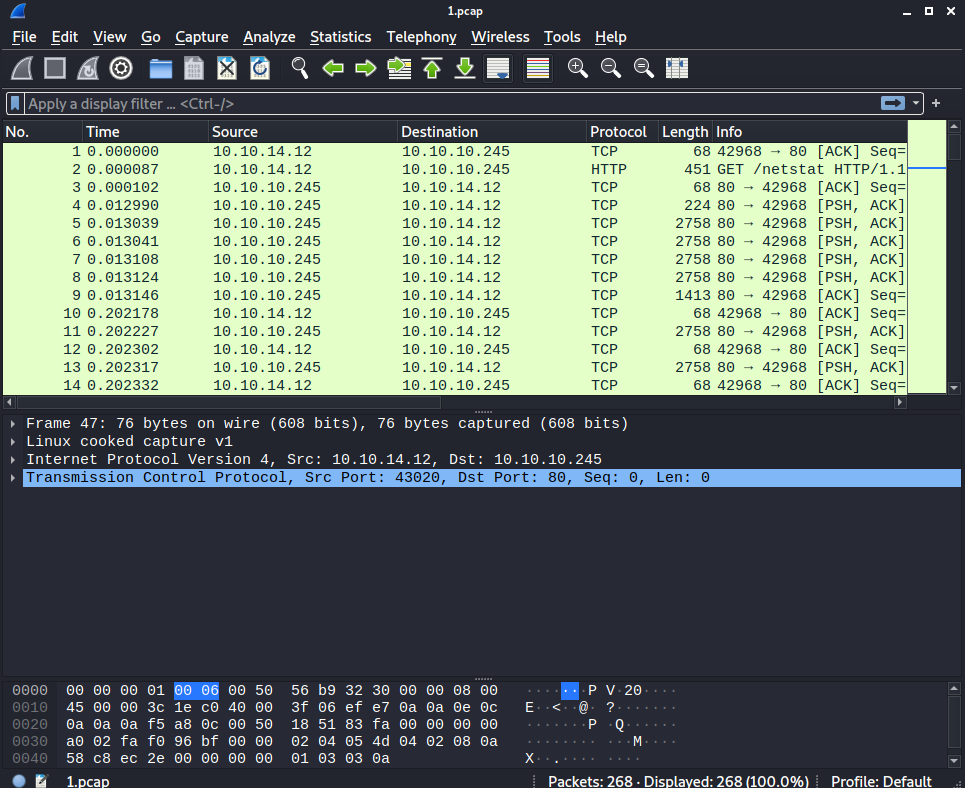 1.pcap
File Edit View Go Capture Analyze Statistics Telephony Wireless Tools Help
Apply a display filter … <Ctrl-/>
No. Time Source Destination Protocol Length Info
1 0.000000 10.10.14.12 10.10.10.245 TCP 68 42968 → 80 [ACK] Seq=
2 0.000087 10.10.14.12 10.10.10.245 HTTP 451 GET /netstat HTTP/1.1
3 0.000102 10.10.10.245 10.10.14.12 TCP 68 80 → 42968 [ACK] Seq=
4 0.012990 10.10.10.245 10.10.14.12 TCP 224 80 → 42968 [PSH, ACK]
5 0.013039 10.10.10.245 10.10.14.12 TCP 2758 80 → 42968 [PSH, ACK]
6 0.013041 10.10.10.245 10.10.14.12 TCP 2758 80 → 42968 [PSH, ACK]
7 0.013108 10.10.10.245 10.10.14.12 TCP 2758 80 → 42968 [PSH, ACK]
8 0.013124 10.10.10.245 10.10.14.12 TCP 2758 80 → 42968 [PSH, ACK]
9 0.013146 10.10.10.245 10.10.14.12 TCP 1413 80 → 42968 [ACK] Seq=
10 0.202178 10.10.14.12 10.10.10.245 TCP 68 42968 → 80 [ACK] Seq=
11 0.202227 10.10.10.245 10.10.14.12 TCP 2758 80 → 42968 [PSH, ACK]
12 0.202302 10.10.14.12 10.10.10.245 TCP 68 42968 → 80 [ACK] Seq=
13 0.202317 10.10.10.245 10.10.14.12 TCP 2758 80 → 42968 [PSH, ACK]
14 0.202332 10.10.14.12 10.10.10.245 TCP 68 42968 → 80 [ACK] Seq=
Frame 47: 76 bytes on wire (608 bits), 76 bytes captured (608 bits)
Linux cooked capture v1
Internet Protocol Version 4, Src: 10.10.14.12, Dst: 10.10.10.245
Transmission Control Protocol, Src Port: 43020, Dst Port: 80, Seq: 0, Len: 0
0000 00 00 00 01 00 06 00 50 56 b9 32 30 00 00 08 00 ·······P V·20····
0010 45 00 00 3c 1e c0 40 00 3f 06 ef e7 0a 0a 0e 0c E··<··@· ?·······
0020 0a 0a 0a f5 a8 0c 00 50 18 51 83 fa 00 00 00 00 ·······P ·Q······
0030 a0 02 fa f0 96 bf 00 00 02 04 05 4d 04 02 08 0a ········ ···M····
0040 58 c8 ec 2e 00 00 00 00 01 03 03 0a X··.···· ····
1.pcap Packets: 268 · Displayed: 268 (100.0%) Profile: Default